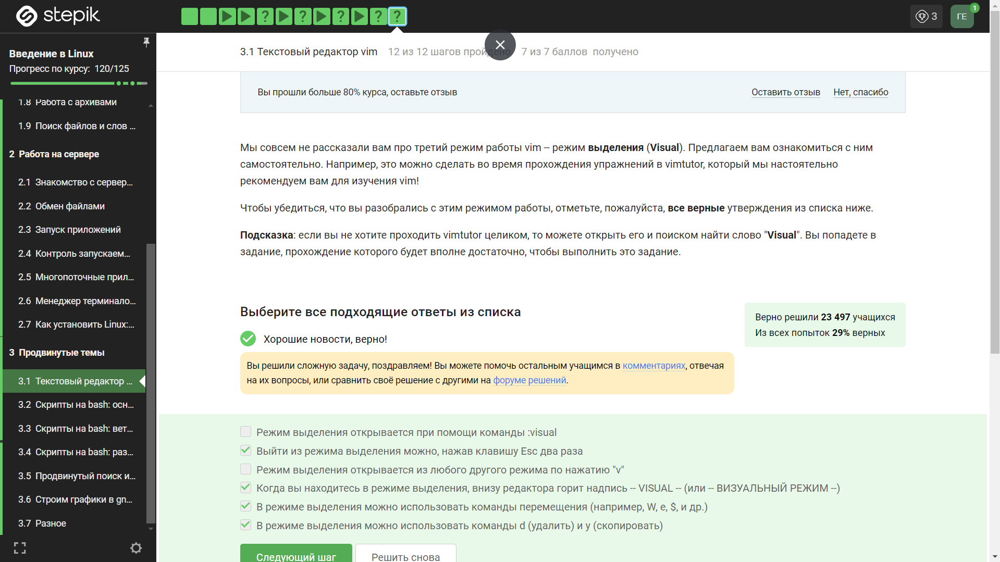 stepik
3
ГЕ
1
Введение в Linux
Прогресс по курсу: 120/125
1.8 Работа с архивами
1.9 Поиск файлов и слов ...
2 Работа на сервере
2.1 Знакомство с сервер...
2.2 Обмен файлами
2.3 Запуск приложений
2.4 Контроль запускаем...
2.5 Многопоточные прил...
2.6 Менеджер терминало...
2.7 Как установить Linux:...
3 Продвинутые темы
3.1 Текстовый редактор ...
3.2 Скрипты на bash: осн...
3.3 Скрипты на bash: вет...
3.4 Скрипты на bash: раз...
3.5 Продвинутый поиск и...
3.6 Строим графики в gn...
3.7 Разное
3.1 Текстовый редактор vim 12 из 12 шагов пройдено 7 из 7 баллов получено
Вы прошли больше 80% курса, оставьте отзыв Оставить отзыв Нет, спасибо
Мы совсем не рассказали вам про третий режим работы vim -- режим выделения (Visual). Предлагаем вам ознакомиться с ним
самостоятельно. Например, это можно сделать во время прохождения упражнений в vimtutor, который мы настоятельно
рекомендуем вам для изучения vim!
Чтобы убедиться, что вы разобрались с этим режимом работы, отметьте, пожалуйста, все верные утверждения из списка ниже.
Подсказка: если вы не хотите проходить vimtutor целиком, то можете открыть его и поиском найти слово "Visual". Вы попадете в
задание, прохождение которого будет вполне достаточно, чтобы выполнить это задание.
Выберите все подходящие ответы из списка
Верно решили 23 497 учащихся
Из всех попыток 29% верных
Хорошие новости, верно!
Вы решили сложную задачу, поздравляем! Вы можете помочь остальным учащимся в комментариях, отвечая
на их вопросы, или сравнить своё решение с другими на форуме решений.
Режим выделения открывается при помощи команды :visual
Выйти из режима выделения можно, нажав клавишу Esc два раза
Режим выделения открывается из любого другого режима по нажатию "v"
Когда вы находитесь в режиме выделения, внизу редактора горит надпись -- VISUAL -- (или -- ВИЗУАЛЬНЫЙ РЕЖИМ --)
В режиме выделения можно использовать команды перемещения (например, W, e, $, и др.)
В режиме выделения можно использовать команды d (удалить) и y (скопировать)
Следующий шаг Решить снова